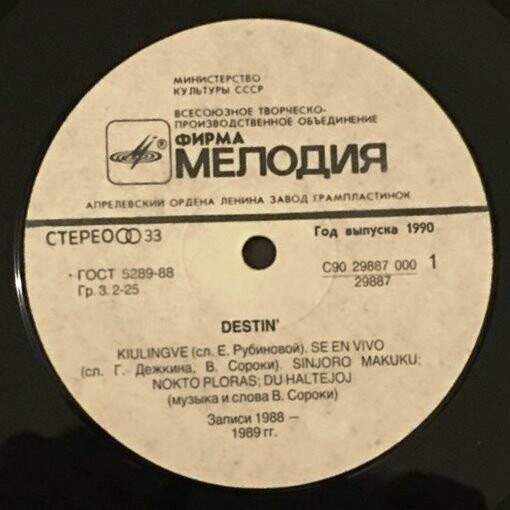 МИНИСТЕРСТВО
КУЛЬТУРЫ СССР
ВСЕСОЮЗНОЕ ТВОРЧЕСКО-
ПРОИЗВОДСТВЕННОЕ ОБЪЕДИНЕНИЕ
ФИРМА
МЕЛОДИЯ
АПРЕЛЕВСКИЙ ОРДЕНА ЛЕНИНА ЗАВОД ГРАМПЛАСТИНОК
СТЕРЕО 33
Год выпуска 1990
ГОСТ 5289-88
Гр. 3. 2-25
С90 29887 000 1
29887
DESTIN'
KIULINGVE (сл. Е. Рубиновой). SE EN VIVO
(сл. Г. Дежкина, В. Сороки). SINJORO MAKUKU;
NOKTO PLORAS; DU HALTEJOJ
(музыка и слова В. Сороки)
Записи 1988 —
1989 гг.